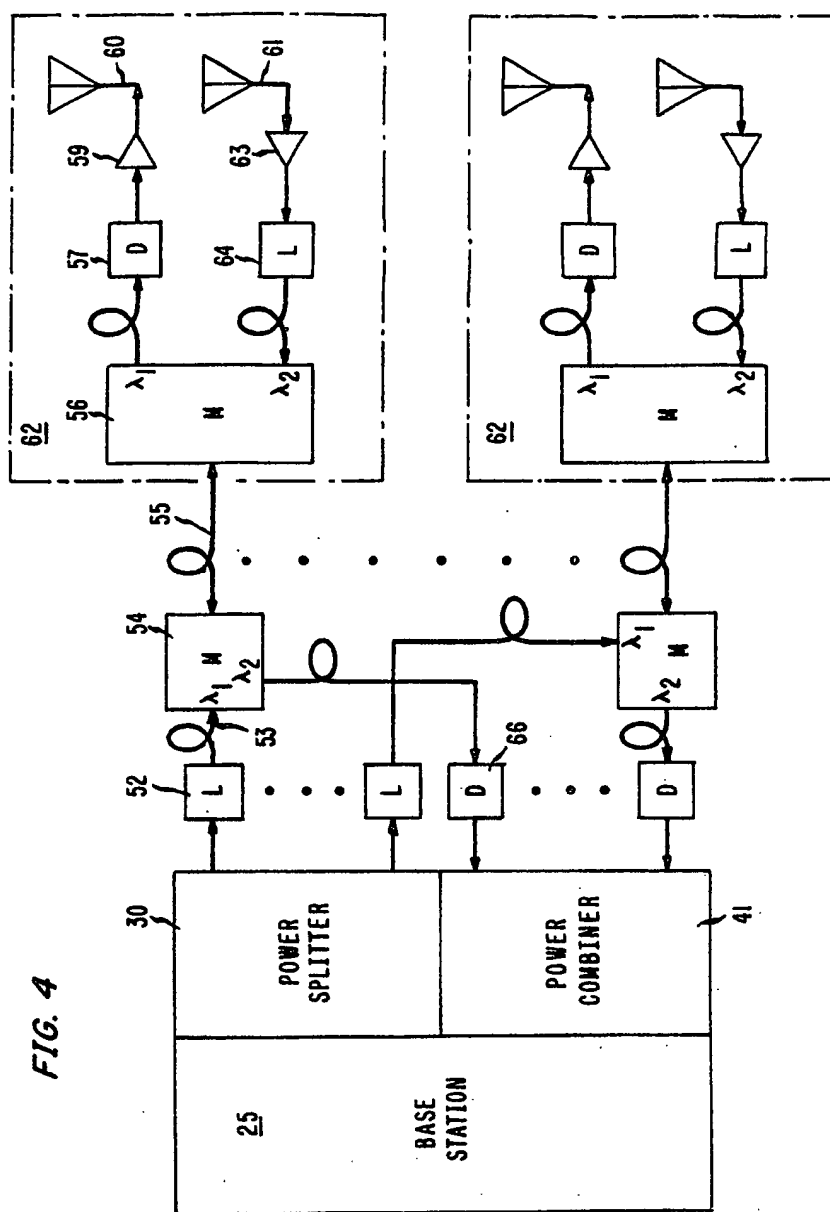 FIG. 4
25
BASE
STATION
30
POWER
SPLITTER
POWER
COMBINER
41
52
L
53
L
D
66
D
54
M
λ1
λ2
λ1
M
λ2
55
62
56
M
λ1
λ2
57
D
59
60
61
63
64
L
62
M
λ1
λ2
D
L